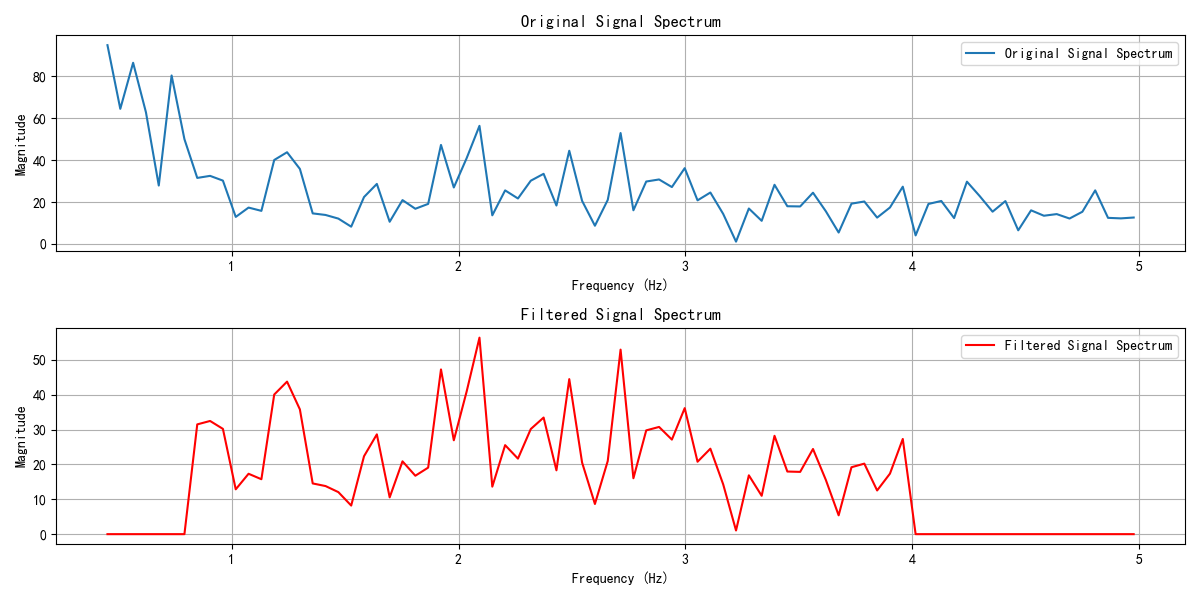 Original Signal Spectrum
Original Signal Spectrum
Magnitude
80
60
40
20
0
1 2 3 4 5
Frequency (Hz)
Filtered Signal Spectrum
Filtered Signal Spectrum
Magnitude
50
40
30
20
10
0
1 2 3 4 5
Frequency (Hz)